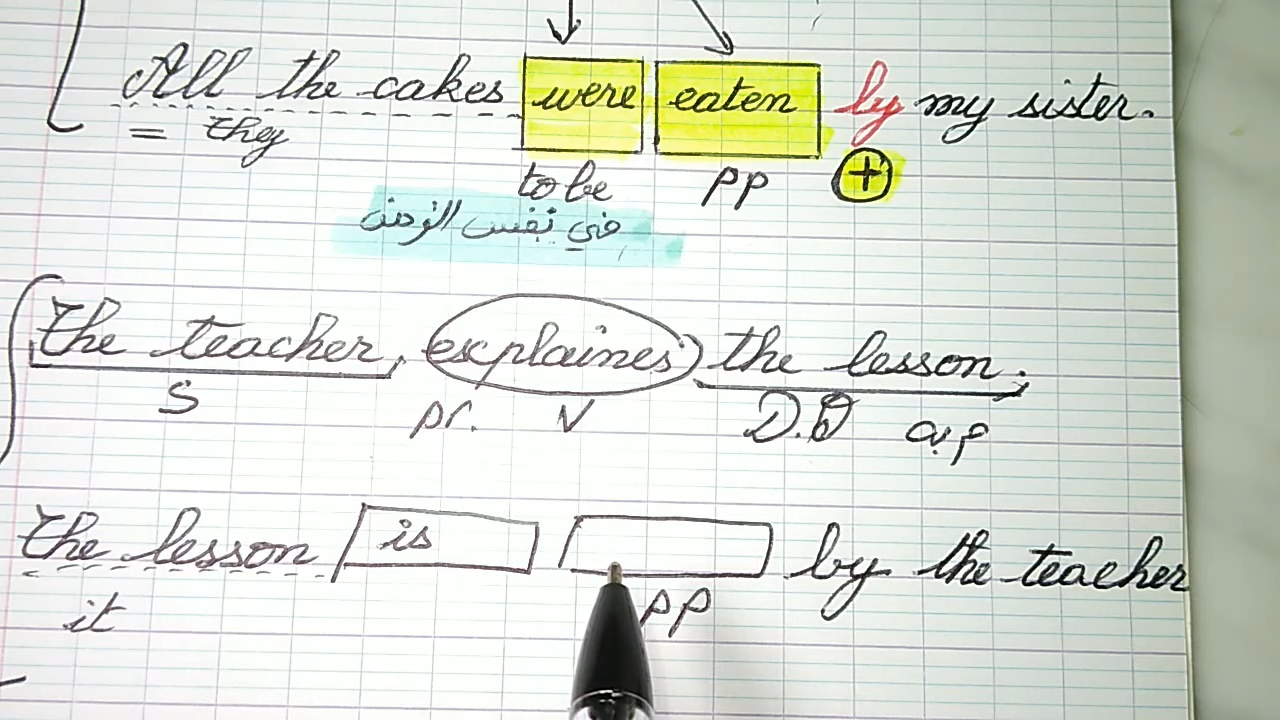 All the cakes were eaten by my sister.
= they to be pp +
في نفس الزمن
The teacher explaines the lesson.
S pr. V D.O م به
The lesson is by the teacher
it pp